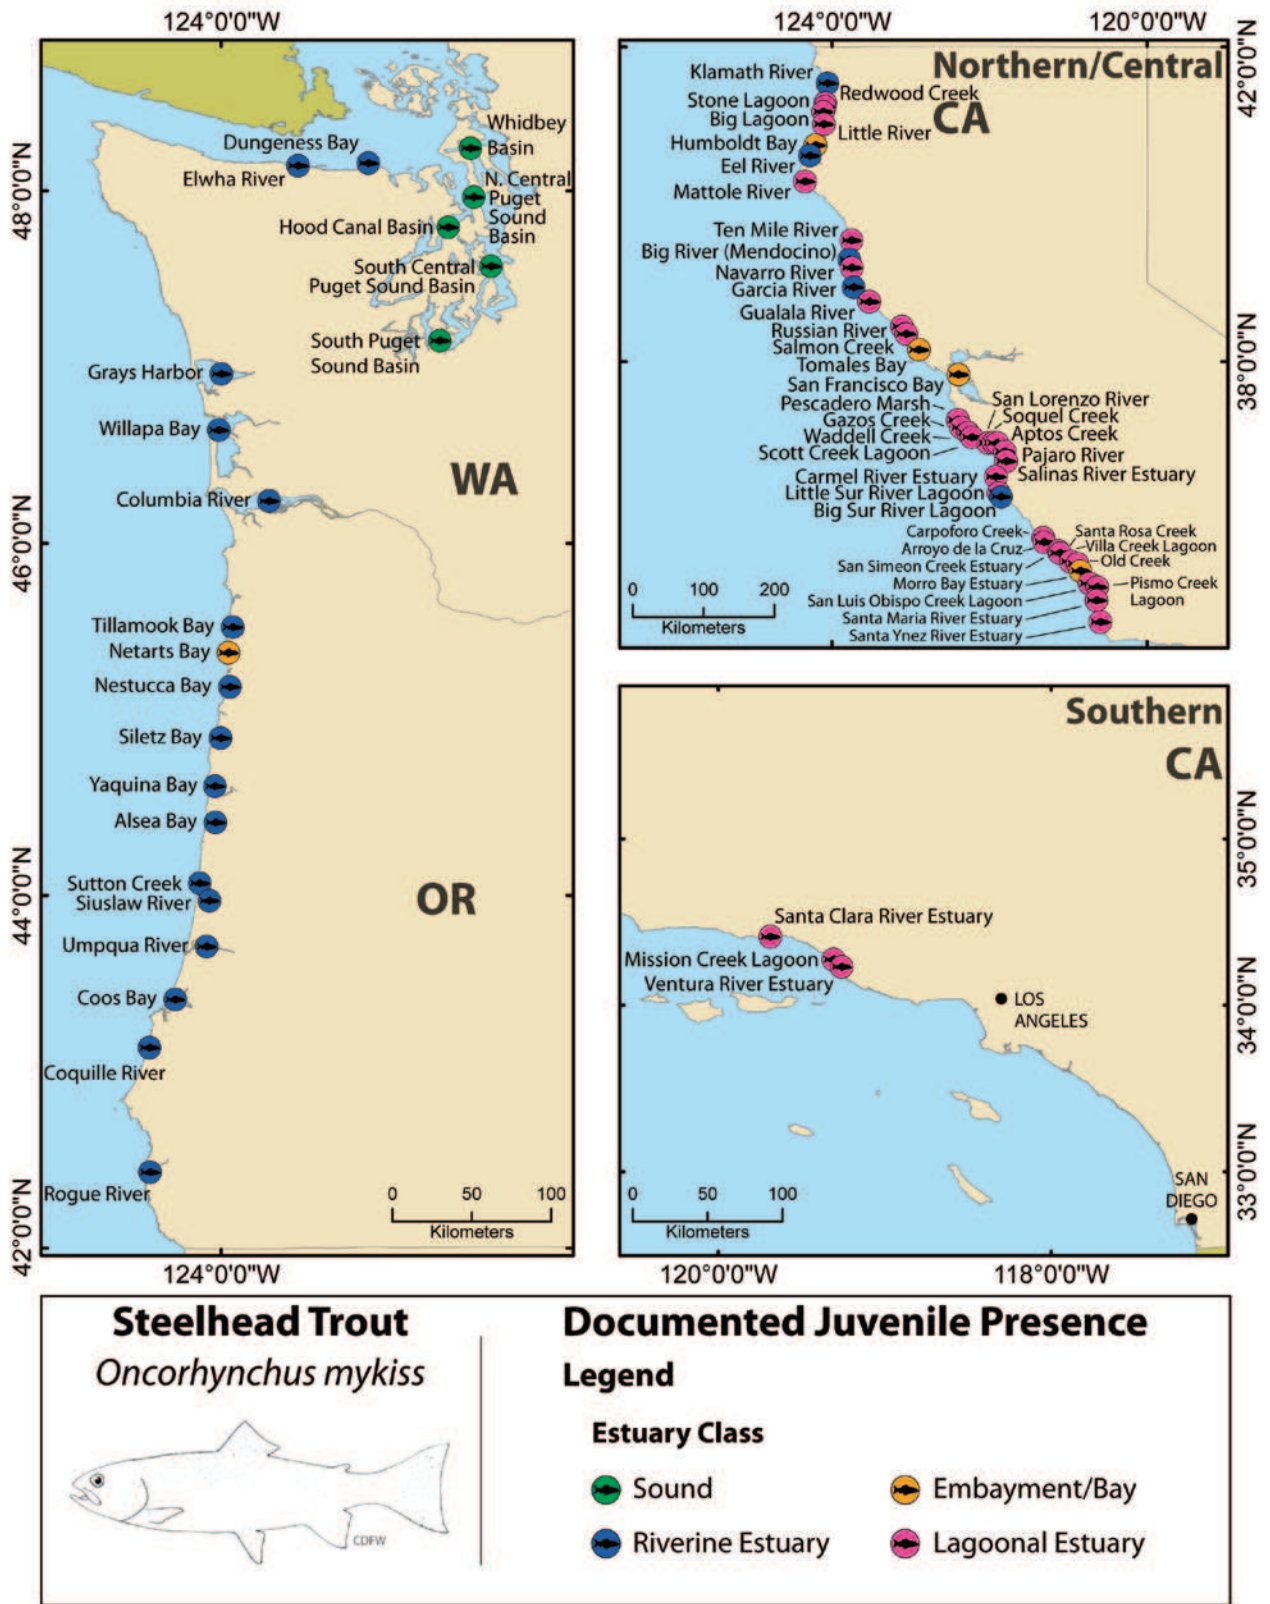 124°0'0"W
48°0'0"N
46°0'0"N
44°0'0"N
42°0'0"N
Whidbey
Basin
Dungeness Bay
Elwha River
N. Central
Puget
Sound
Basin
Hood Canal Basin
South Central
Puget Sound Basin
South Puget
Sound Basin
Grays Harbor
Willapa Bay
WA
Columbia River
Tillamook Bay
Netarts Bay
Nestucca Bay
Siletz Bay
Yaquina Bay
Alsea Bay
Sutton Creek
Siuslaw River
OR
Umpqua River
Coos Bay
Coquille River
Rogue River
0 50 100
Kilometers
124°0'0"W
124°0'0"W
120°0'0"W
42°0'0"N
38°0'0"N
Northern/Central
CA
Klamath River
Redwood Creek
Stone Lagoon
Big Lagoon
Little River
Humboldt Bay
Eel River
Mattole River
Ten Mile River
Big River (Mendocino)
Navarro River
Garcia River
Gualala River
Russian River
Salmon Creek
Tomales Bay
San Francisco Bay
Pescadero Marsh
San Lorenzo River
Gazos Creek
Soquel Creek
Waddell Creek
Aptos Creek
Scott Creek Lagoon
Pajaro River
Carmel River Estuary
Salinas River Estuary
Little Sur River Lagoon
Big Sur River Lagoon
Carpoforo Creek
Santa Rosa Creek
Arroyo de la Cruz
Villa Creek Lagoon
San Simeon Creek Estuary
Old Creek
Morro Bay Estuary
Pismo Creek
Lagoon
San Luis Obispo Creek Lagoon
Santa Maria River Estuary
Santa Ynez River Estuary
0 100 200
Kilometers
Southern
CA
35°0'0"N
34°0'0"N
33°0'0"N
Santa Clara River Estuary
Mission Creek Lagoon
Ventura River Estuary
LOS
ANGELES
SAN
DIEGO
0 50 100
Kilometers
120°0'0"W
118°0'0"W
Steelhead Trout
Oncorhynchus mykiss
CDFW
Documented Juvenile Presence
Legend
Estuary Class
Sound
Embayment/Bay
Riverine Estuary
Lagoonal Estuary